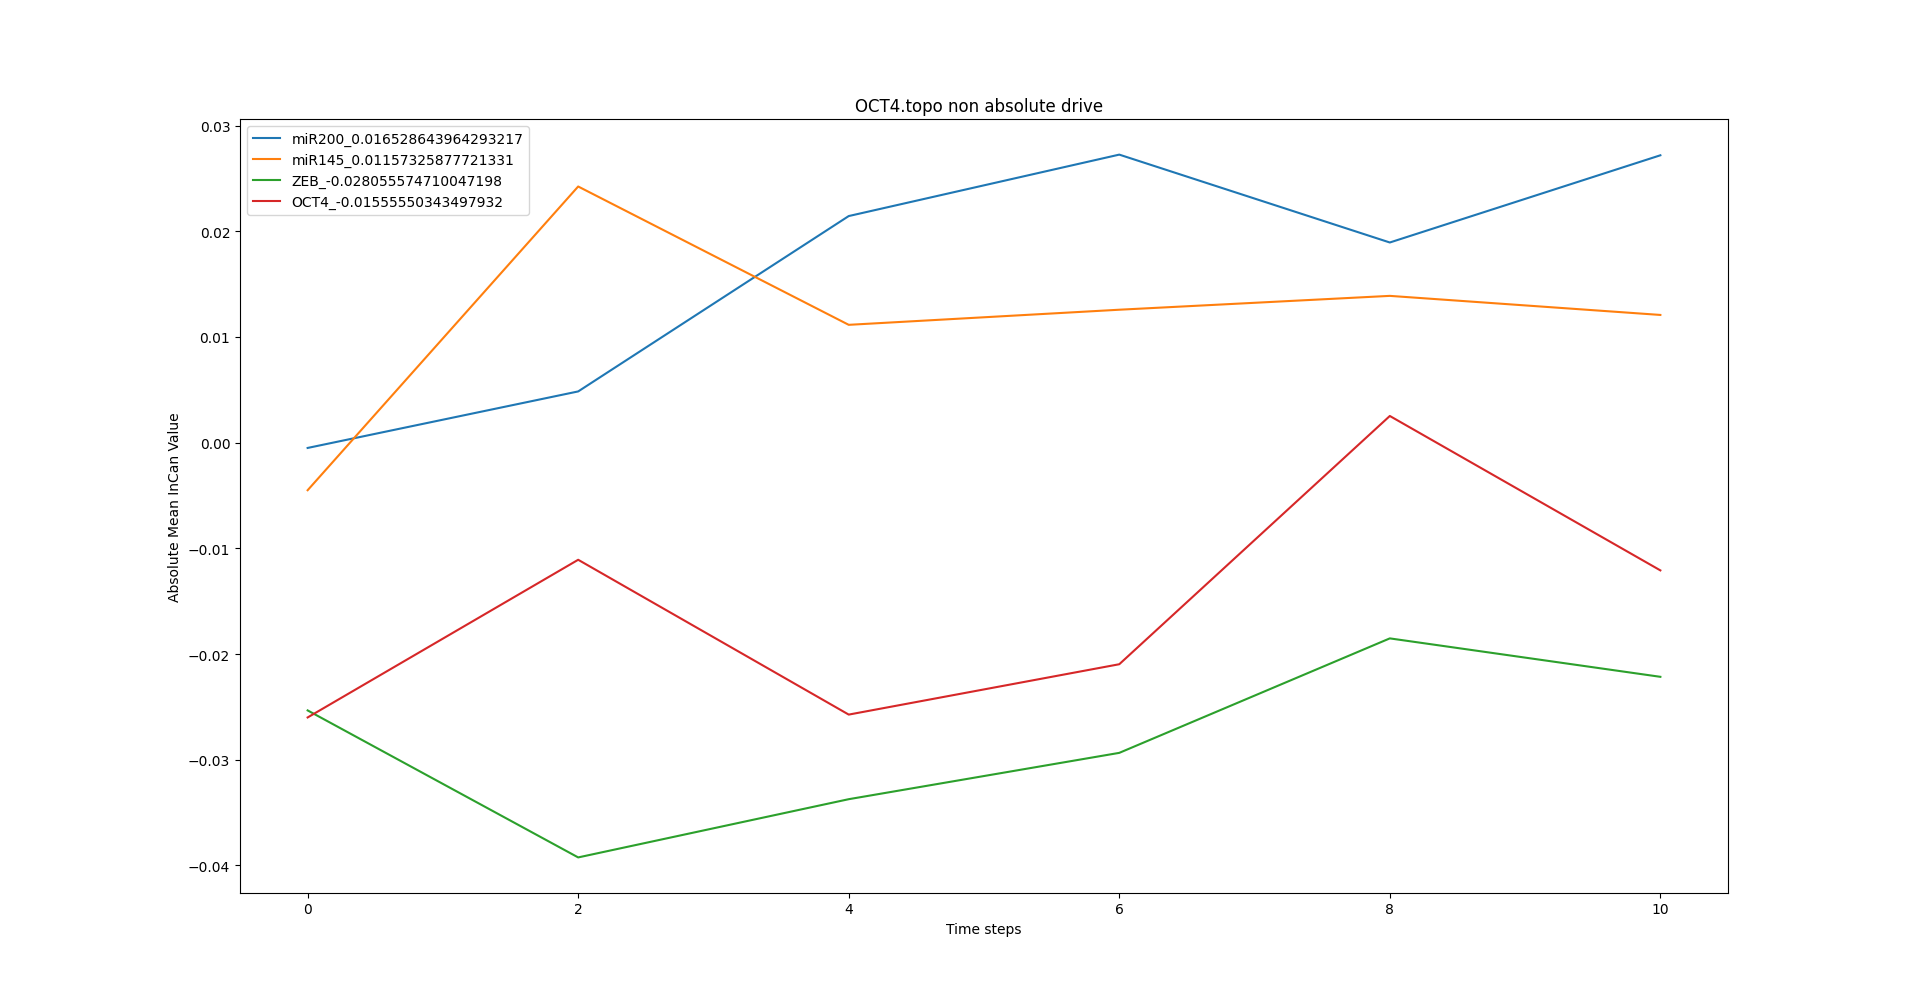 OCT4.topo non absolute drive
miR200_0.016528643964293217
miR145_0.01157325877721331
ZEB_-0.028055574710047198
OCT4_-0.01555550343497932
0.03
0.02
0.01
0.00
−0.01
−0.02
−0.03
−0.04
Absolute Mean InCan Value
0 2 4 6 8 10
Time steps